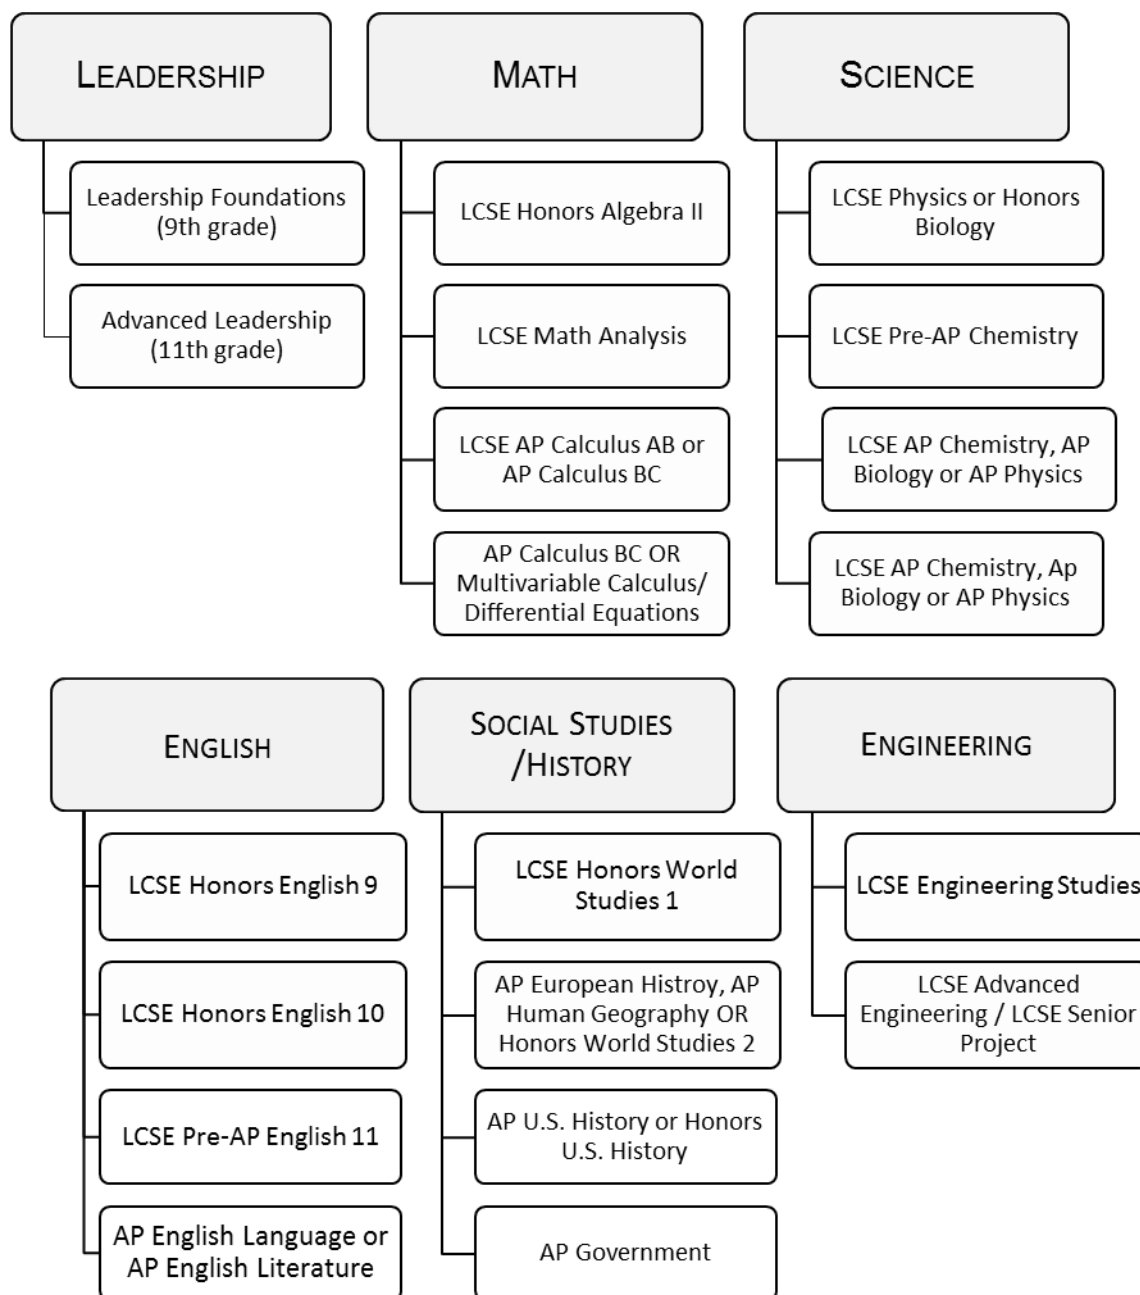 LEADERSHIP
Leadership Foundations
(9th grade)
Advanced Leadership
(11th grade)
MATH
LCSE Honors Algebra II
LCSE Math Analysis
LCSE AP Calculus AB or
AP Calculus BC
AP Calculus BC OR
Multivariable Calculus/
Differential Equations
SCIENCE
LCSE Physics or Honors
Biology
LCSE Pre-AP Chemistry
LCSE AP Chemistry, AP
Biology or AP Physics
LCSE AP Chemistry, Ap
Biology or AP Physics
ENGLISH
LCSE Honors English 9
LCSE Honors English 10
LCSE Pre-AP English 11
AP English Language or
AP English Literature
SOCIAL STUDIES
/HISTORY
LCSE Honors World
Studies 1
AP European Histroy, AP
Human Geography OR
Honors World Studies 2
AP U.S. History or Honors
U.S. History
AP Government
ENGINEERING
LCSE Engineering Studies
LCSE Advanced
Engineering / LCSE Senior
Project